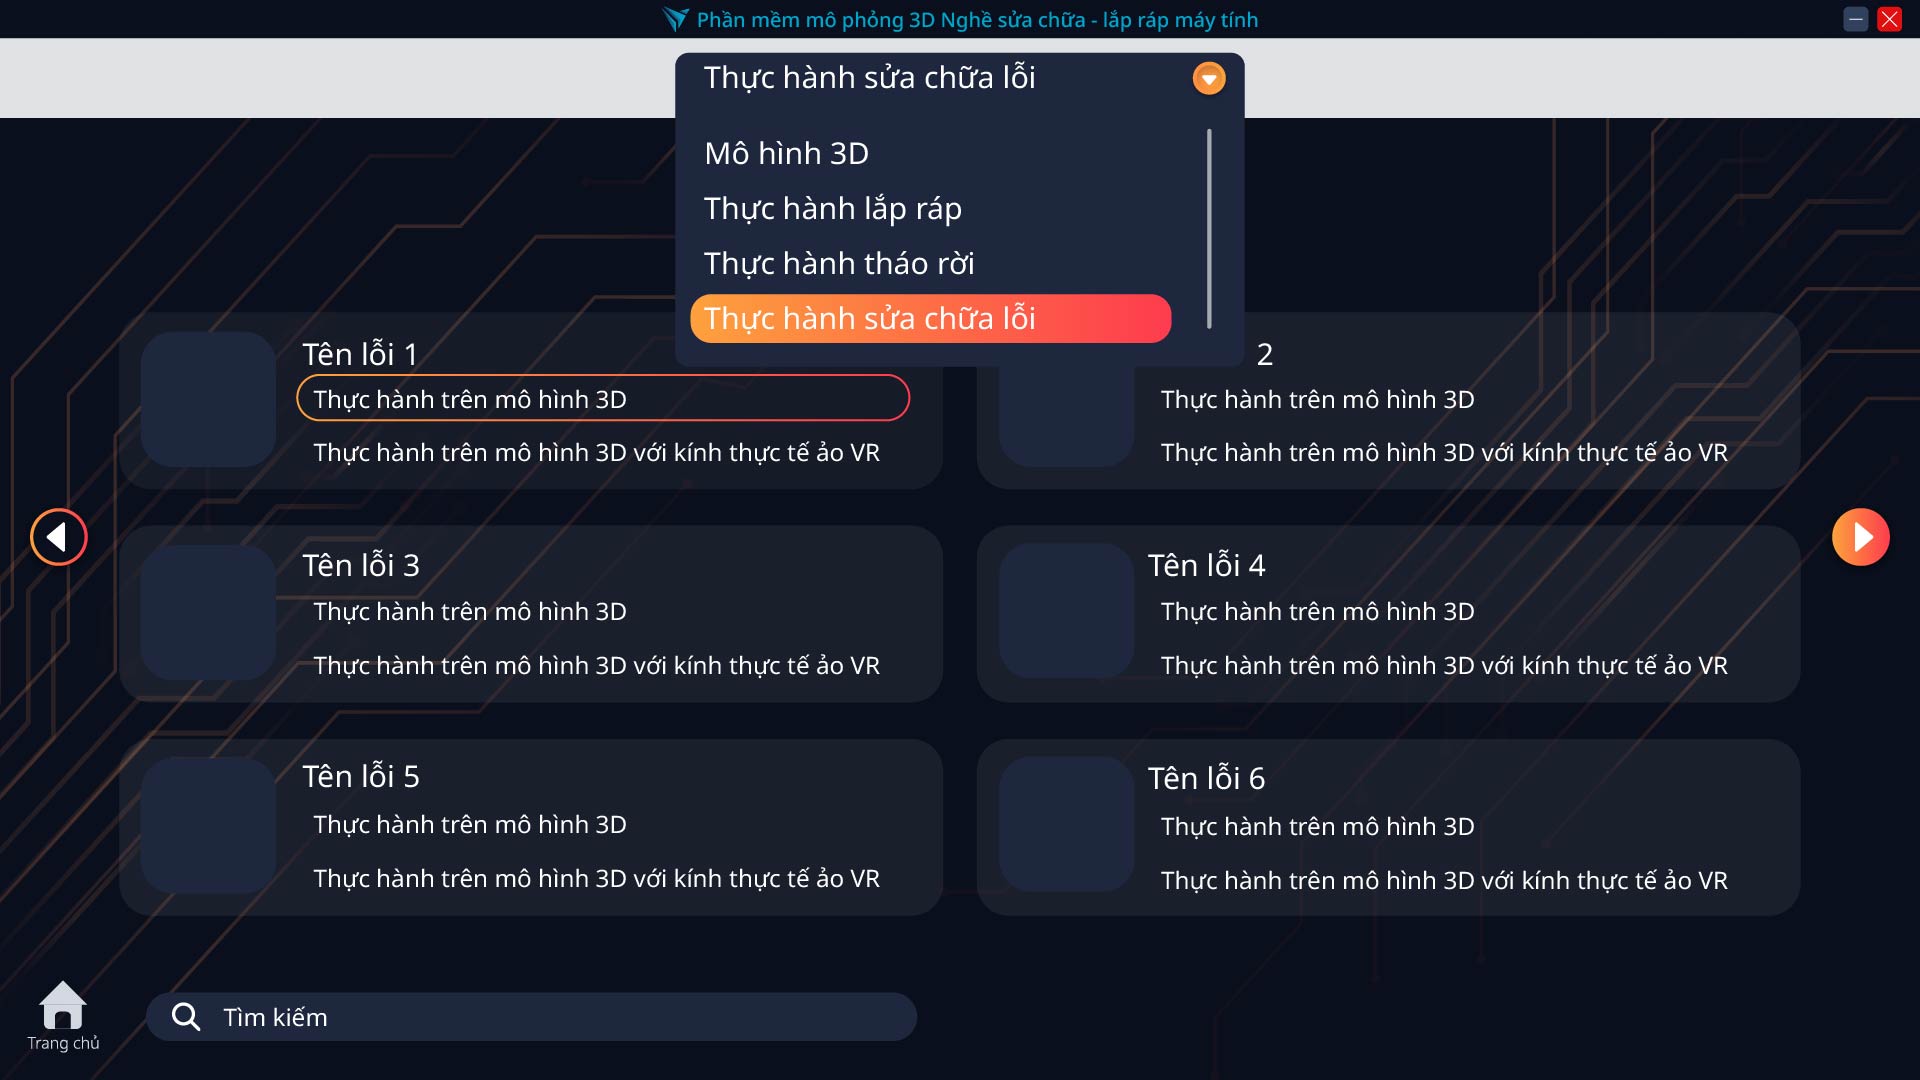 Phần mềm mô phỏng 3D Nghề sửa chữa - lắp ráp máy tính
Thực hành sửa chữa lỗi
Mô hình 3D
Thực hành lắp ráp
Thực hành tháo rời
Thực hành sửa chữa lỗi
Tên lỗi 1
Thực hành trên mô hình 3D
Thực hành trên mô hình 3D với kính thực tế ảo VR
2
Thực hành trên mô hình 3D
Thực hành trên mô hình 3D với kính thực tế ảo VR
Tên lỗi 3
Thực hành trên mô hình 3D
Thực hành trên mô hình 3D với kính thực tế ảo VR
Tên lỗi 4
Thực hành trên mô hình 3D
Thực hành trên mô hình 3D với kính thực tế ảo VR
Tên lỗi 5
Thực hành trên mô hình 3D
Thực hành trên mô hình 3D với kính thực tế ảo VR
Tên lỗi 6
Thực hành trên mô hình 3D
Thực hành trên mô hình 3D với kính thực tế ảo VR
Trang chủ
Tìm kiếm